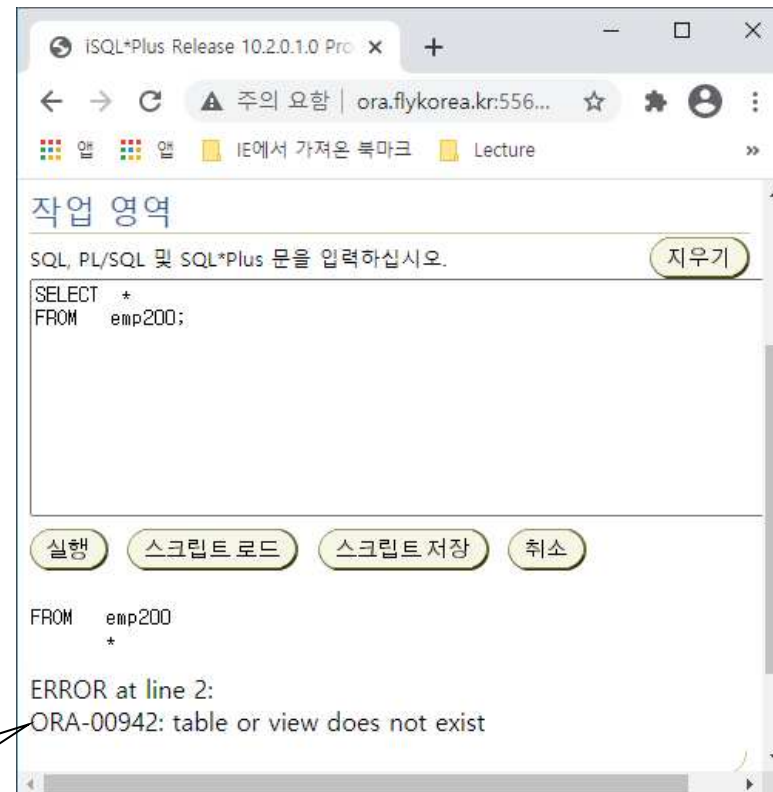 iSQL*Plus Release 10.2.0.1.0 Pro
주의 요함 | ora.flykorea.kr:556...
앱 앱 IE에서 가져온 북마크 Lecture
작업 영역
SQL, PL/SQL 및 SQL*Plus 문을 입력하십시오. 지우기
SELECT *
FROM emp200;
실행 스크립트 로드 스크립트 저장 취소
FROM emp200
*
ERROR at line 2:
ORA-00942: table or view does not exist